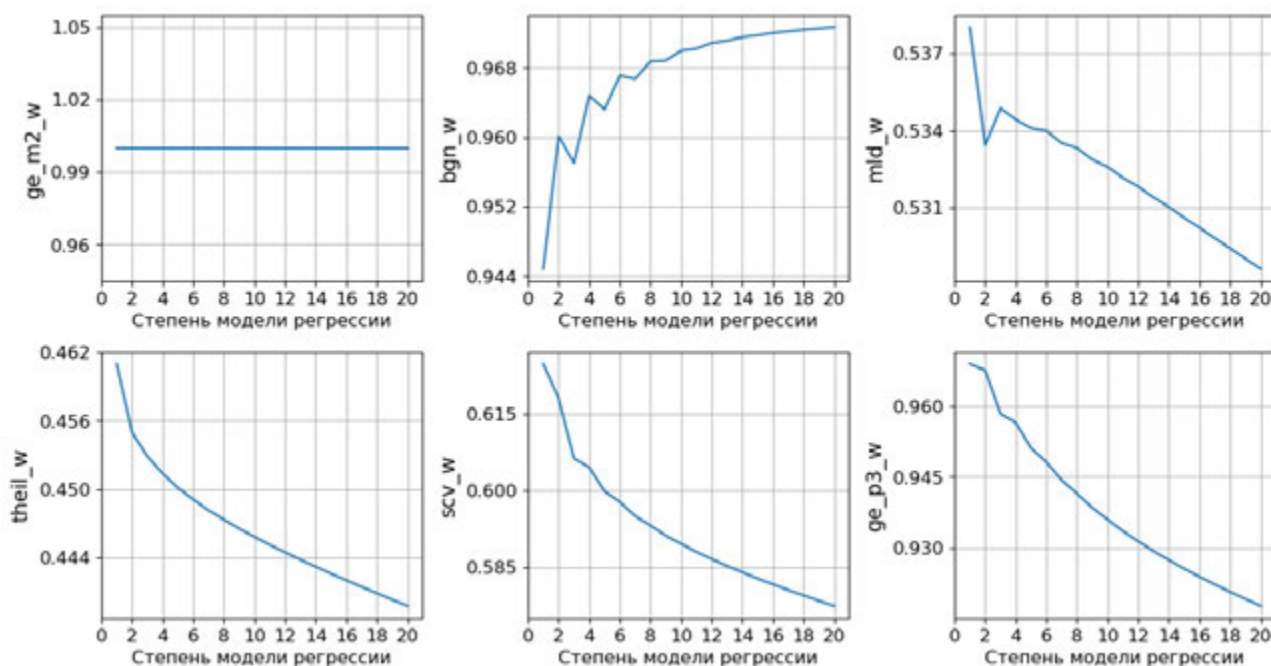 ge_m2_w
1.05
1.02
0.99
0.96
0 2 4 6 8 10 12 14 16 18 20
Степень модели регрессии
bgn_w
0.968
0.960
0.952
0.944
0 2 4 6 8 10 12 14 16 18 20
Степень модели регрессии
mld_w
0.537
0.534
0.531
0 2 4 6 8 10 12 14 16 18 20
Степень модели регрессии
theil_w
0.462
0.456
0.450
0.444
0 2 4 6 8 10 12 14 16 18 20
Степень модели регрессии
scv_w
0.615
0.600
0.585
0 2 4 6 8 10 12 14 16 18 20
Степень модели регрессии
ge_p3_w
0.960
0.945
0.930
0 2 4 6 8 10 12 14 16 18 20
Степень модели регрессии